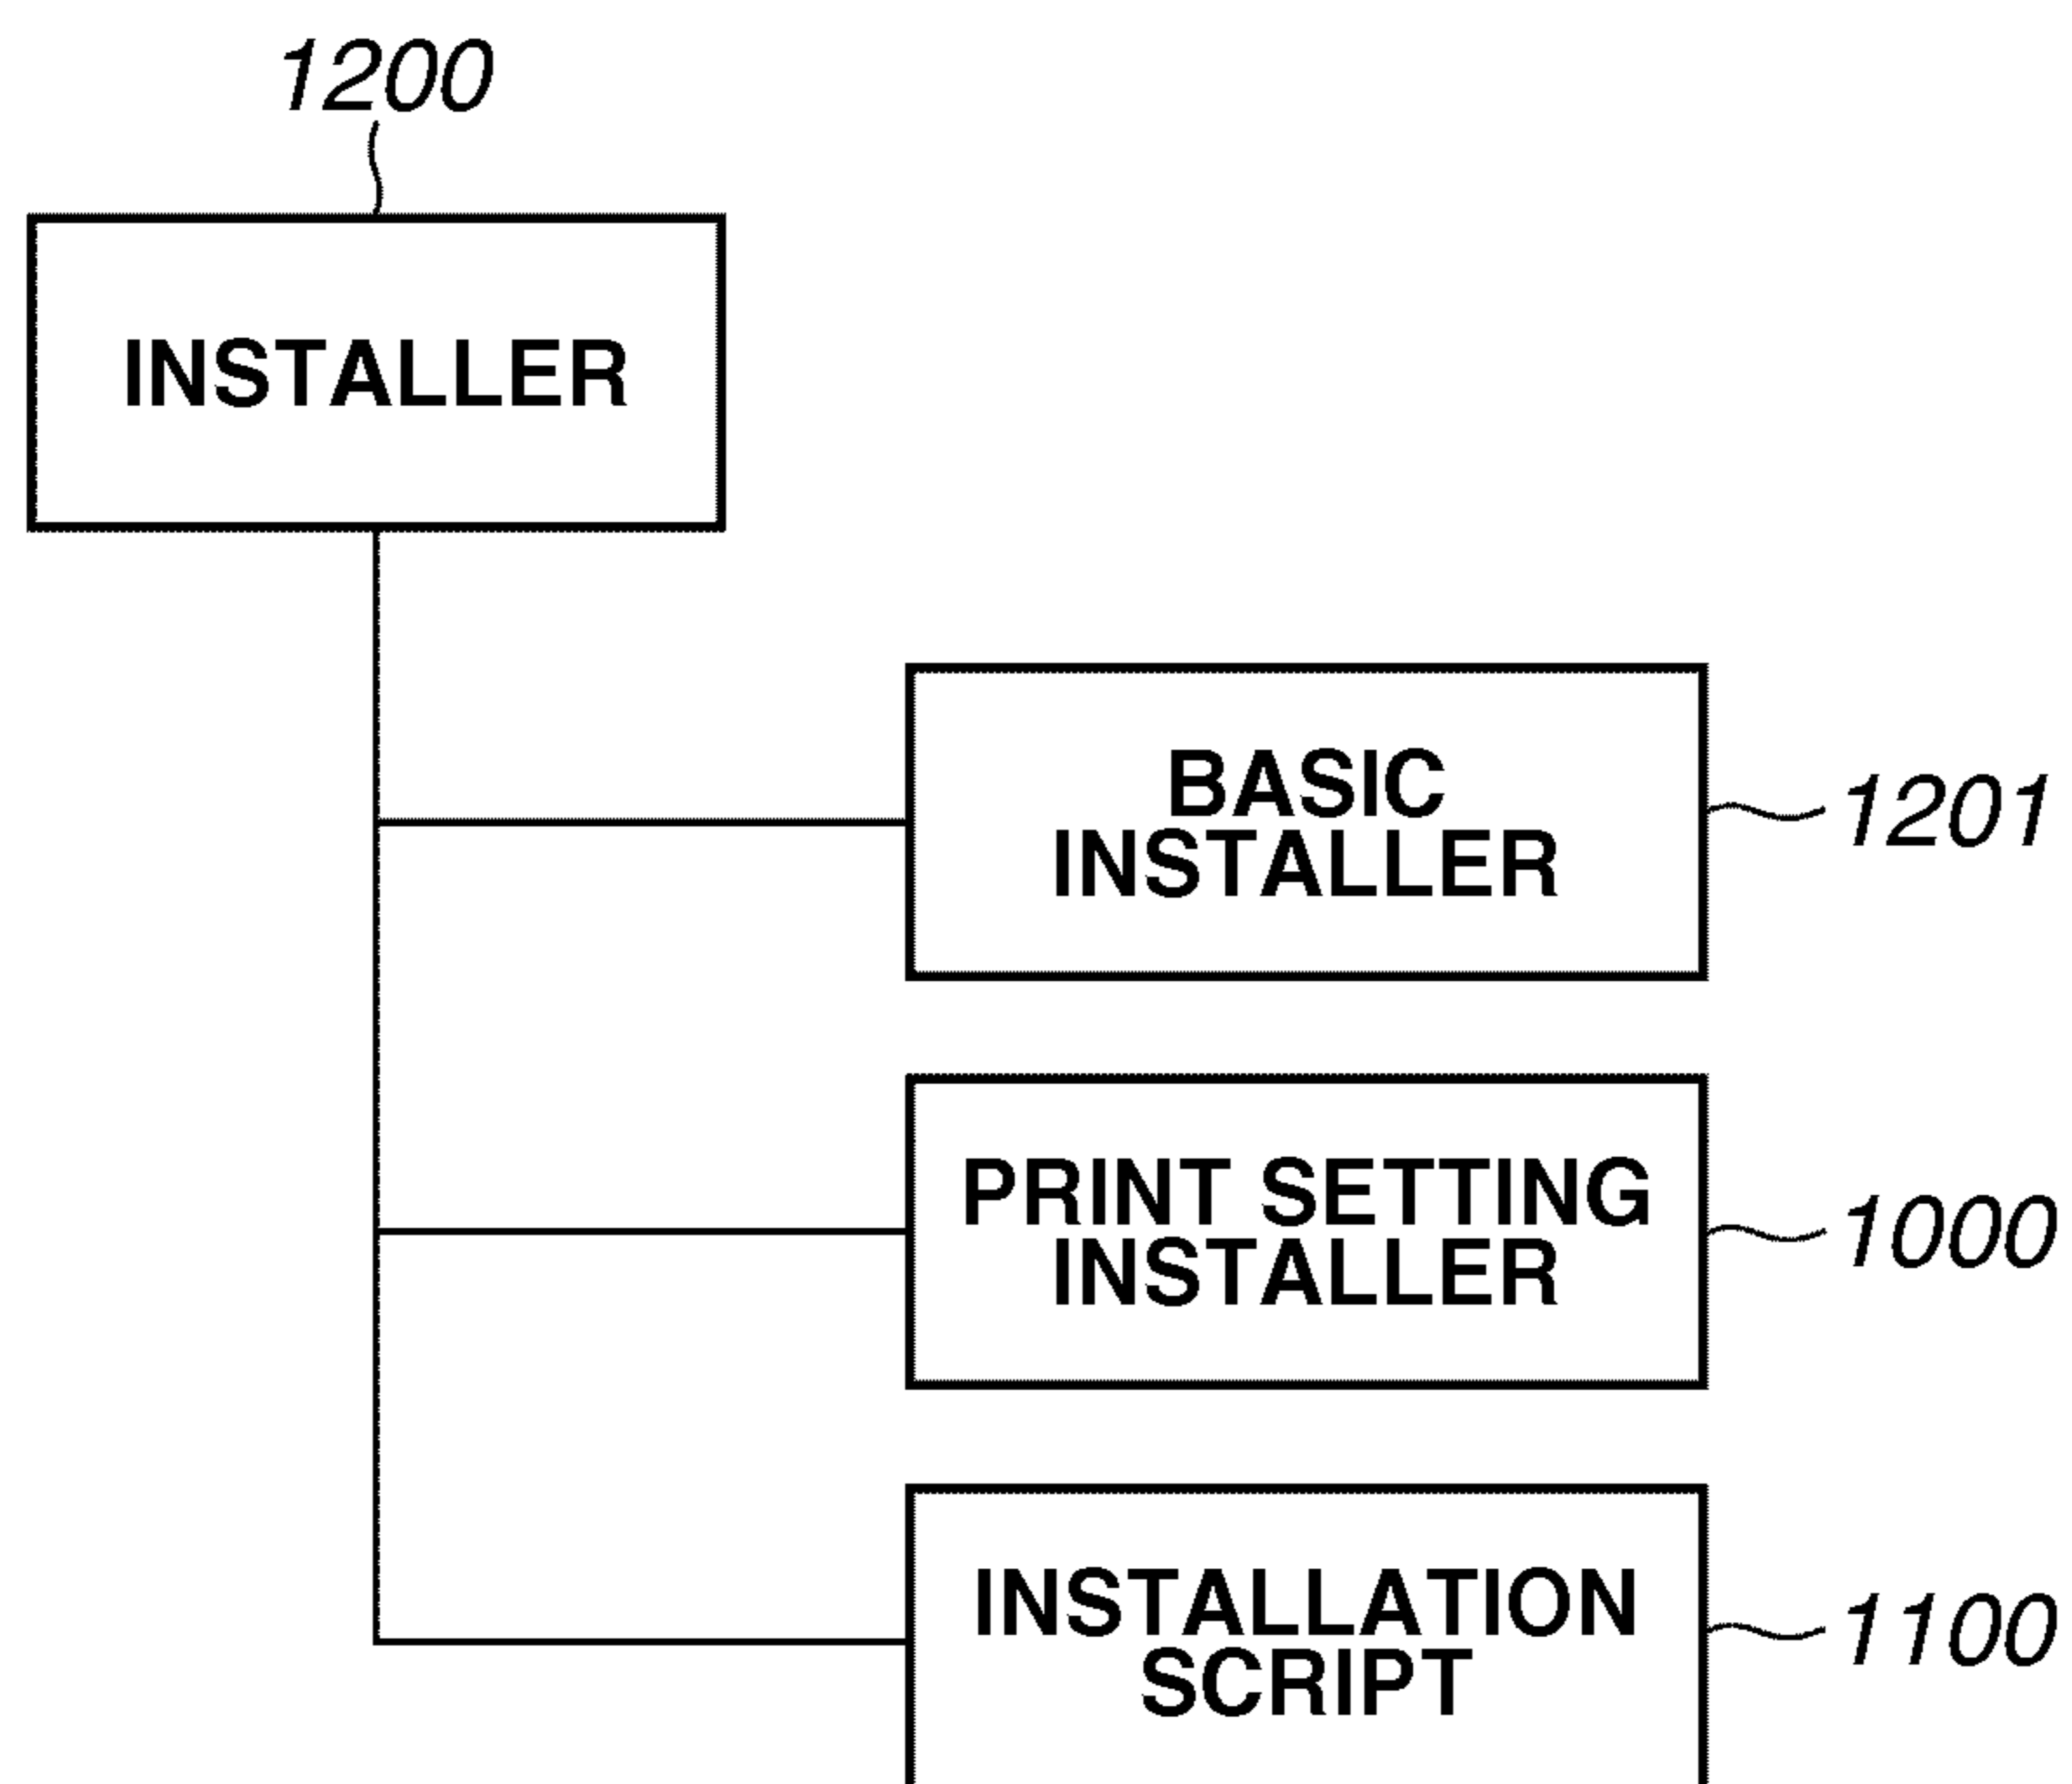 1200
INSTALLER
BASIC
INSTALLER
1201
PRINT SETTING
INSTALLER
1000
INSTALLATION
SCRIPT
1100